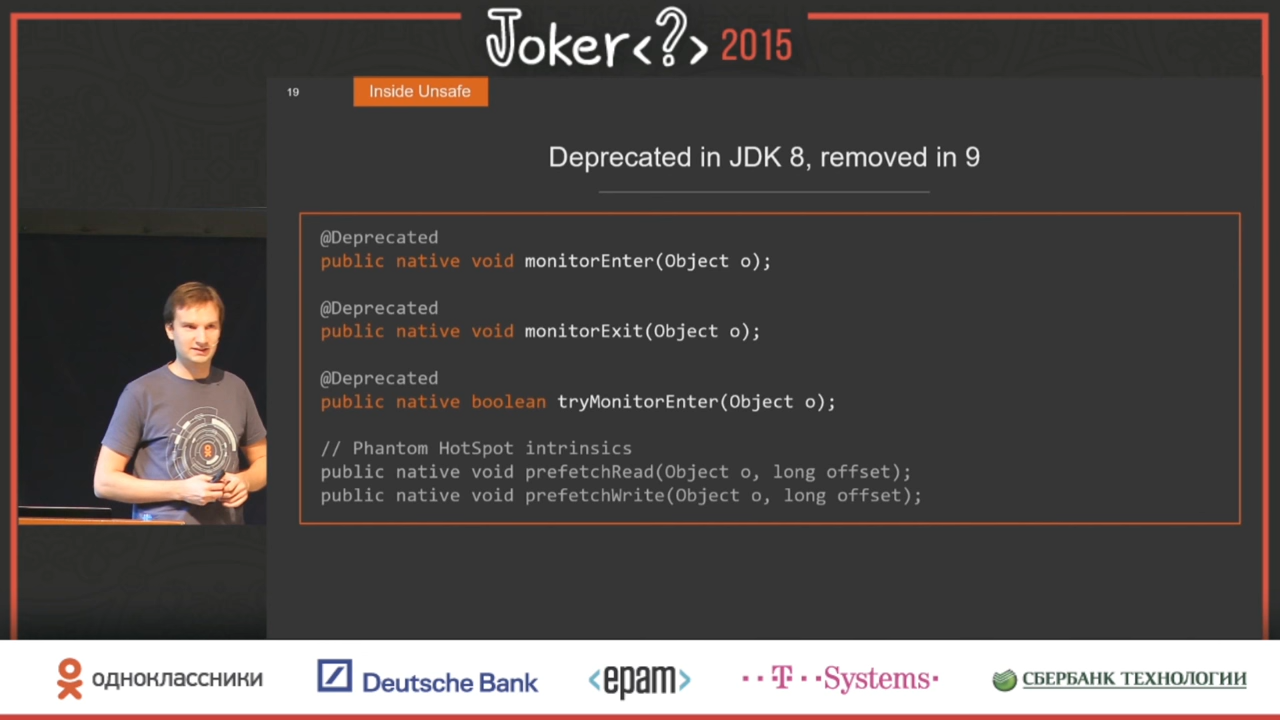 Joker<?> 2015
19
Inside Unsafe
Deprecated in JDK 8, removed in 9
@Deprecated
public native void monitorEnter(Object o);
@Deprecated
public native void monitorExit(Object o);
@Deprecated
public native boolean tryMonitorEnter(Object o);
// Phantom HotSpot intrinsics
public native void prefetchRead(Object o, long offset);
public native void prefetchWrite(Object o, long offset);
одноклассники
Deutsche Bank
<epam>
··T··Systems·
СБЕРБАНК ТЕХНОЛОГИИ